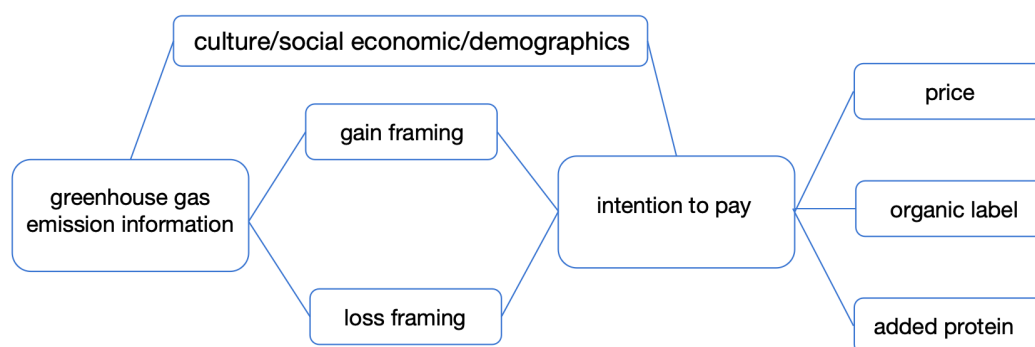 culture/social economic/demographics
gain framing
greenhouse gas
emission information
loss framing
intention to pay
price
organic label
added protein